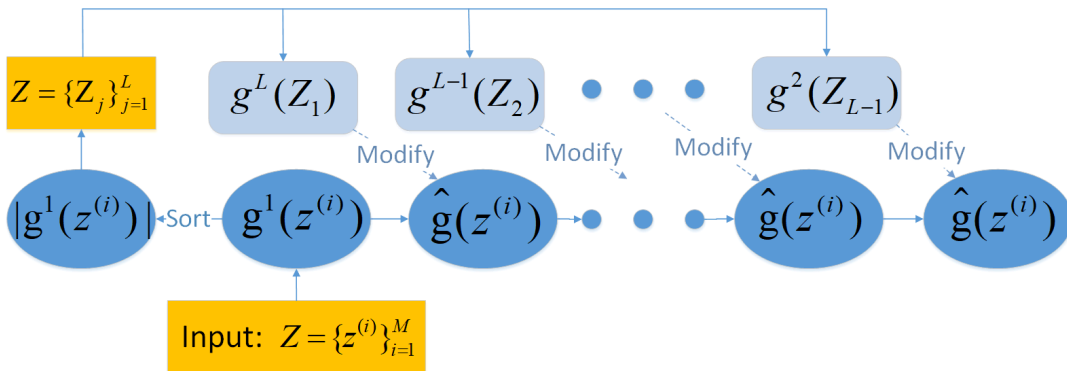 Z = {Z_j}_{j=1}^{L}
g^L(Z_1)
g^{L-1}(Z_2)
g^2(Z_{L-1})
Modify
Modify
Modify
Modify
|g^1(z^{(i)})|
Sort
g^1(z^{(i)})
ĝ(z^{(i)})
ĝ(z^{(i)})
ĝ(z^{(i)})
Input: Z = {z^{(i)}}_{i=1}^{M}